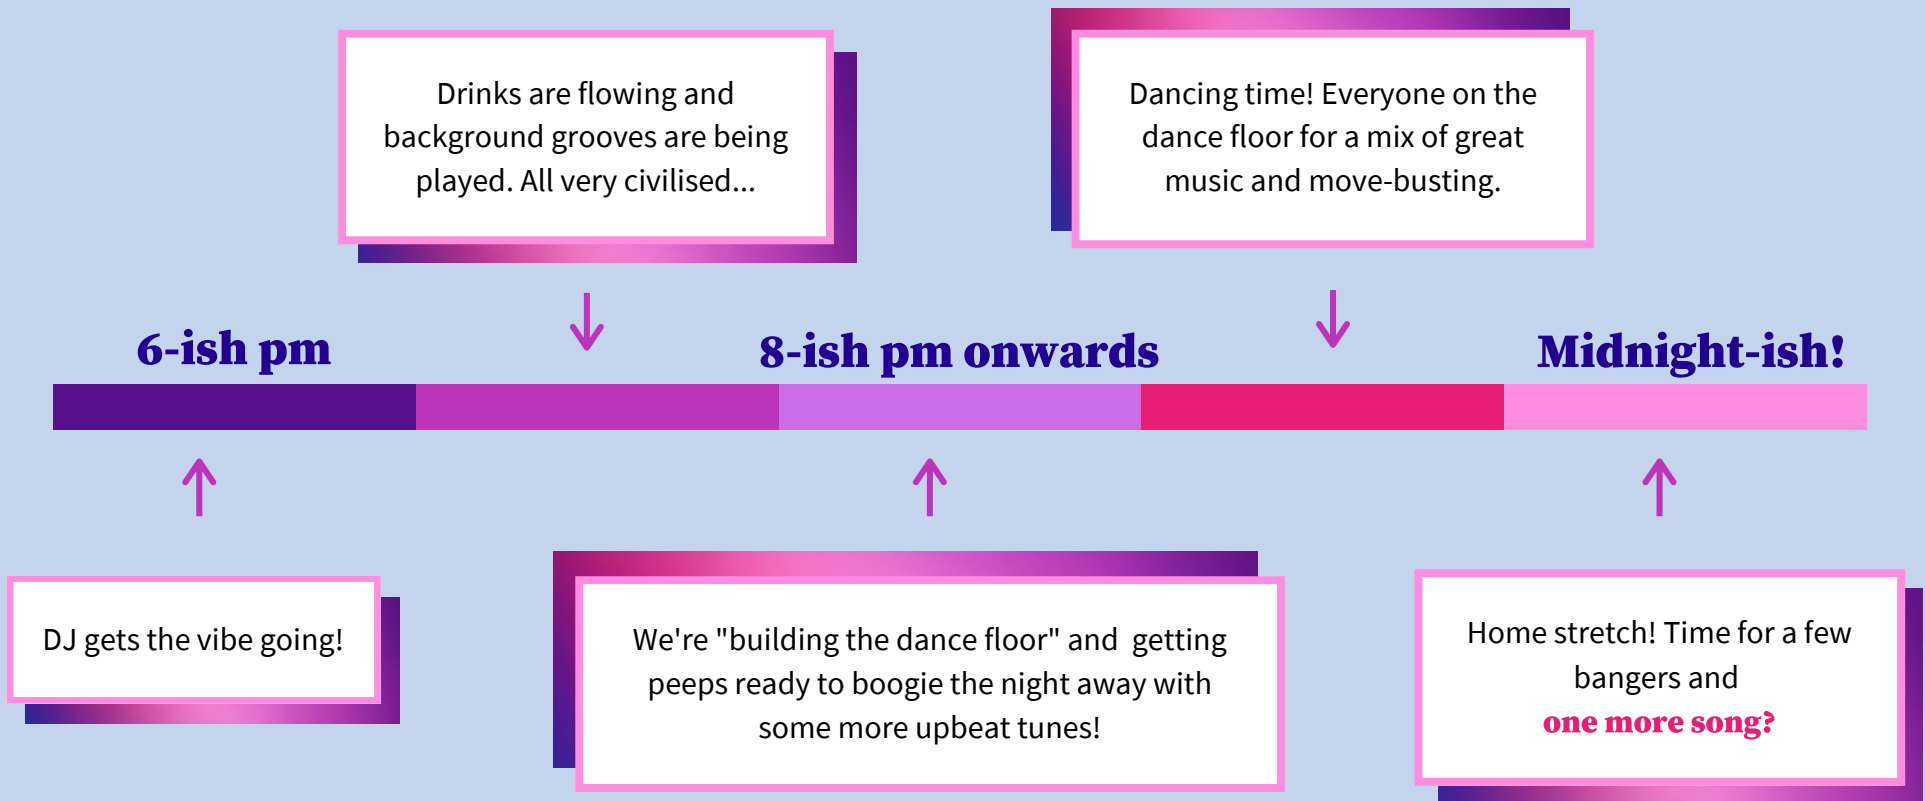 Drinks are flowing and
background grooves are being
played. All very civilised...
Dancing time! Everyone on the
dance floor for a mix of great
music and move-busting.
6-ish pm
8-ish pm onwards
Midnight-ish!
DJ gets the vibe going!
We're "building the dance floor" and  getting
peeps ready to boogie the night away with
some more upbeat tunes!
Home stretch! Time for a few
bangers and
one more song?